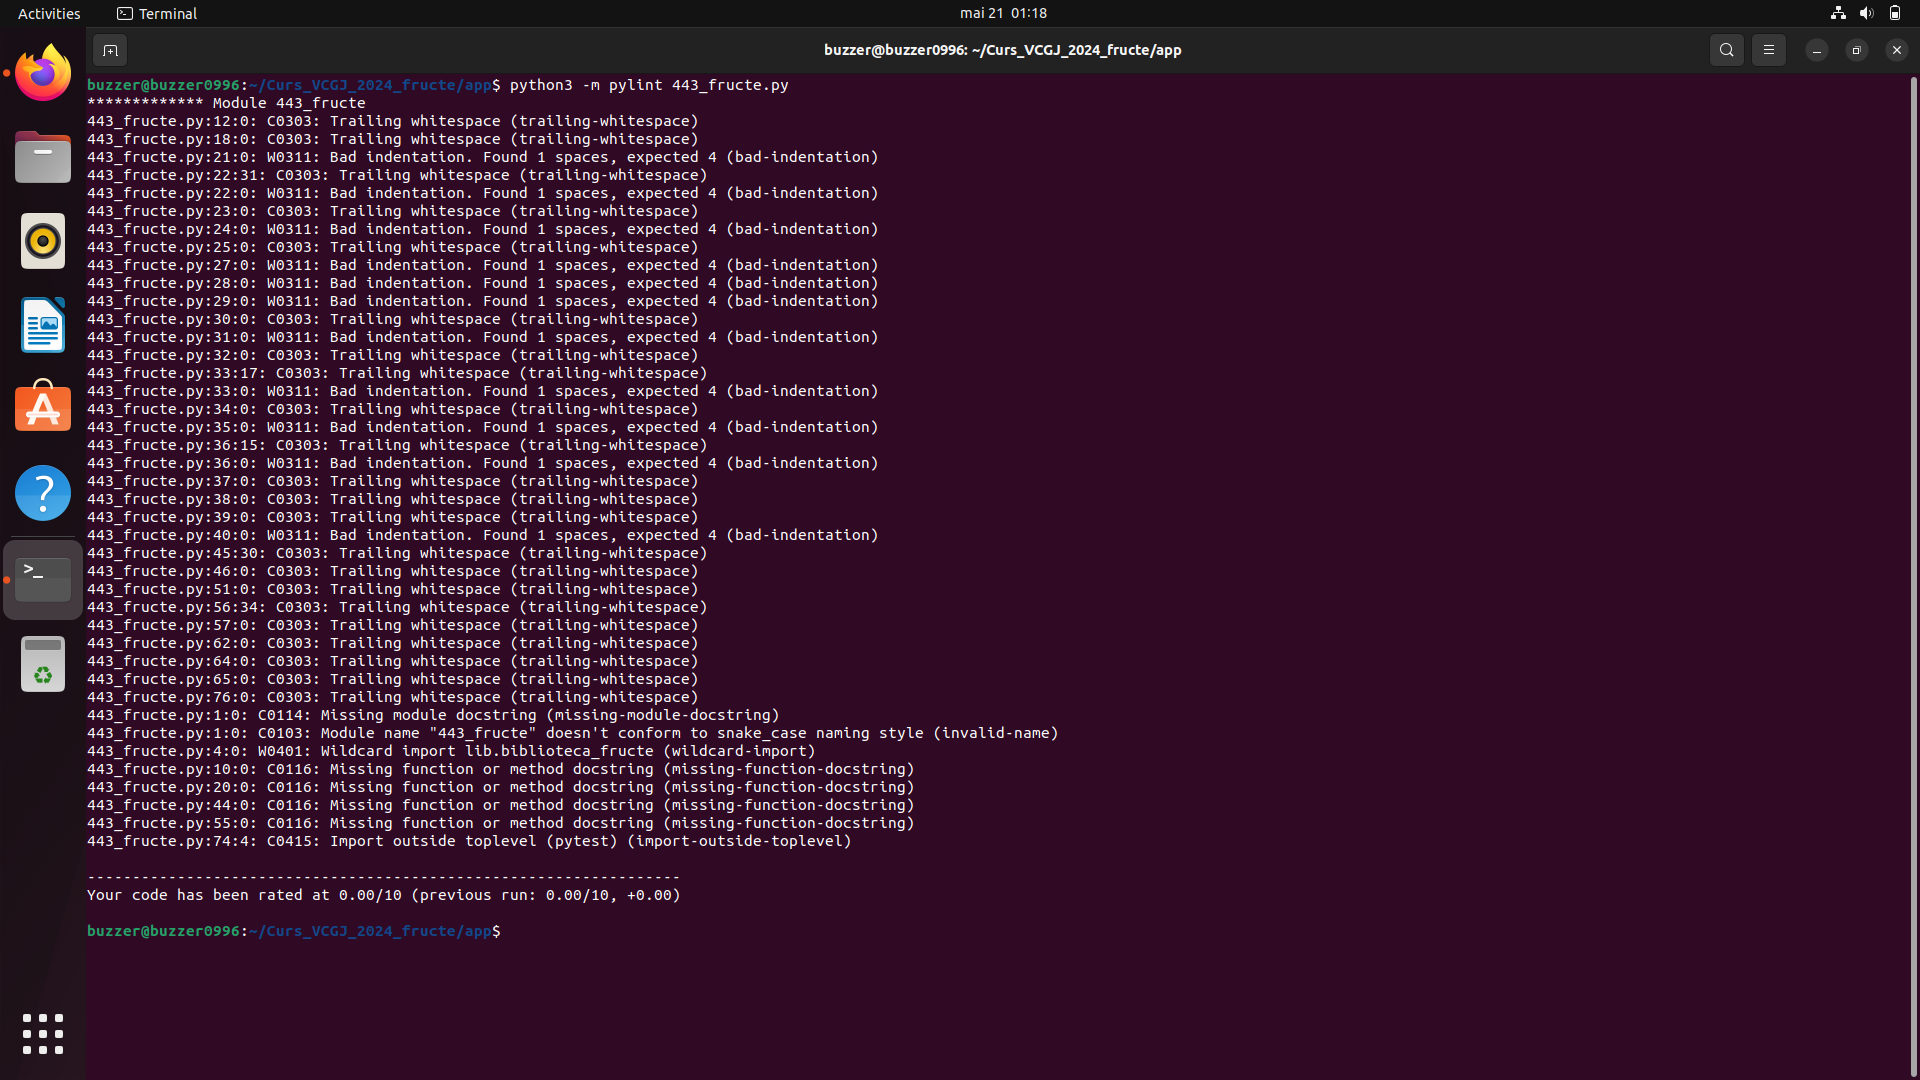 Activities
Terminal
mai 21 01:18
buzzer@buzzer0996: ~/Curs_VCGJ_2024_fructe/app
buzzer@buzzer0996:~/Curs_VCGJ_2024_fructe/app$ python3 -m pylint 443_fructe.py
************* Module 443_fructe
443_fructe.py:12:0: C0303: Trailing whitespace (trailing-whitespace)
443_fructe.py:18:0: C0303: Trailing whitespace (trailing-whitespace)
443_fructe.py:21:0: W0311: Bad indentation. Found 1 spaces, expected 4 (bad-indentation)
443_fructe.py:22:31: C0303: Trailing whitespace (trailing-whitespace)
443_fructe.py:22:0: W0311: Bad indentation. Found 1 spaces, expected 4 (bad-indentation)
443_fructe.py:23:0: C0303: Trailing whitespace (trailing-whitespace)
443_fructe.py:24:0: W0311: Bad indentation. Found 1 spaces, expected 4 (bad-indentation)
443_fructe.py:25:0: C0303: Trailing whitespace (trailing-whitespace)
443_fructe.py:27:0: W0311: Bad indentation. Found 1 spaces, expected 4 (bad-indentation)
443_fructe.py:28:0: W0311: Bad indentation. Found 1 spaces, expected 4 (bad-indentation)
443_fructe.py:29:0: W0311: Bad indentation. Found 1 spaces, expected 4 (bad-indentation)
443_fructe.py:30:0: C0303: Trailing whitespace (trailing-whitespace)
443_fructe.py:31:0: W0311: Bad indentation. Found 1 spaces, expected 4 (bad-indentation)
443_fructe.py:32:0: C0303: Trailing whitespace (trailing-whitespace)
443_fructe.py:33:17: C0303: Trailing whitespace (trailing-whitespace)
443_fructe.py:33:0: W0311: Bad indentation. Found 1 spaces, expected 4 (bad-indentation)
443_fructe.py:34:0: C0303: Trailing whitespace (trailing-whitespace)
443_fructe.py:35:0: W0311: Bad indentation. Found 1 spaces, expected 4 (bad-indentation)
443_fructe.py:36:15: C0303: Trailing whitespace (trailing-whitespace)
443_fructe.py:36:0: W0311: Bad indentation. Found 1 spaces, expected 4 (bad-indentation)
443_fructe.py:37:0: C0303: Trailing whitespace (trailing-whitespace)
443_fructe.py:38:0: C0303: Trailing whitespace (trailing-whitespace)
443_fructe.py:39:0: C0303: Trailing whitespace (trailing-whitespace)
443_fructe.py:40:0: W0311: Bad indentation. Found 1 spaces, expected 4 (bad-indentation)
443_fructe.py:45:30: C0303: Trailing whitespace (trailing-whitespace)
443_fructe.py:46:0: C0303: Trailing whitespace (trailing-whitespace)
443_fructe.py:51:0: C0303: Trailing whitespace (trailing-whitespace)
443_fructe.py:56:34: C0303: Trailing whitespace (trailing-whitespace)
443_fructe.py:57:0: C0303: Trailing whitespace (trailing-whitespace)
443_fructe.py:62:0: C0303: Trailing whitespace (trailing-whitespace)
443_fructe.py:64:0: C0303: Trailing whitespace (trailing-whitespace)
443_fructe.py:65:0: C0303: Trailing whitespace (trailing-whitespace)
443_fructe.py:76:0: C0303: Trailing whitespace (trailing-whitespace)
443_fructe.py:1:0: C0114: Missing module docstring (missing-module-docstring)
443_fructe.py:1:0: C0103: Module name "443_fructe" doesn't conform to snake_case naming style (invalid-name)
443_fructe.py:4:0: W0401: Wildcard import lib.biblioteca_fructe (wildcard-import)
443_fructe.py:10:0: C0116: Missing function or method docstring (missing-function-docstring)
443_fructe.py:20:0: C0116: Missing function or method docstring (missing-function-docstring)
443_fructe.py:44:0: C0116: Missing function or method docstring (missing-function-docstring)
443_fructe.py:55:0: C0116: Missing function or method docstring (missing-function-docstring)
443_fructe.py:74:4: C0415: Import outside toplevel (pytest) (import-outside-toplevel)
------------------------------------------------------------------
Your code has been rated at 0.00/10 (previous run: 0.00/10, +0.00)
buzzer@buzzer0996:~/Curs_VCGJ_2024_fructe/app$